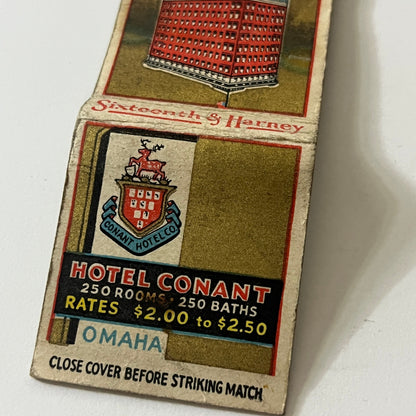 Sixteenth & Harney
CONANT HOTEL CO.
HOTEL CONANT
250 ROOMS · 250 BATHS
RATES $2.00 to $2.50
OMAHA
CLOSE COVER BEFORE STRIKING MATCH